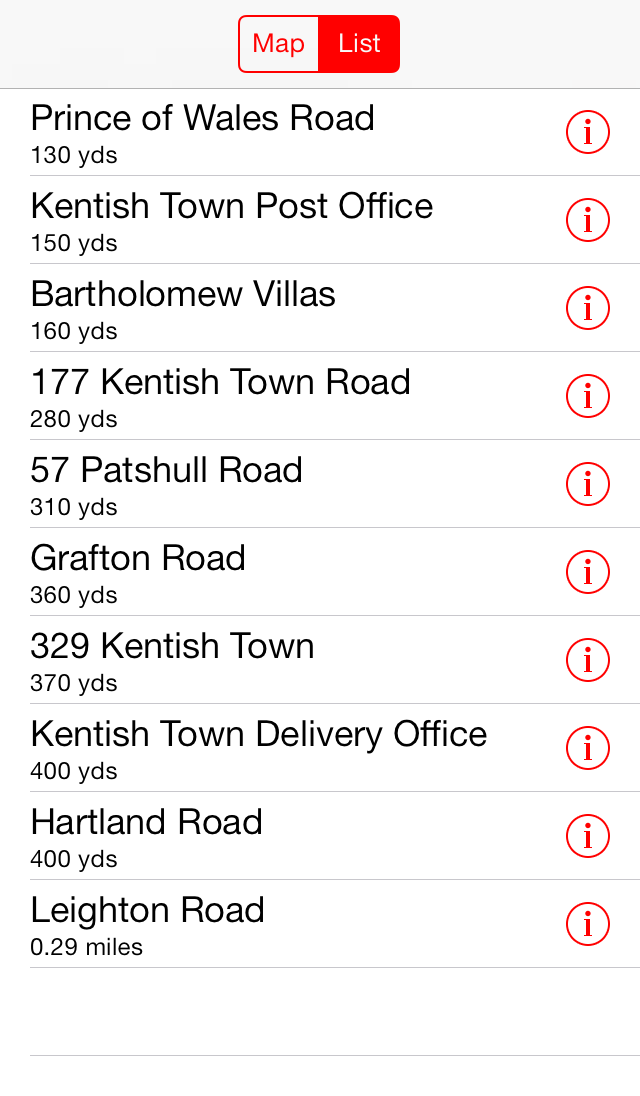 Map List
Prince of Wales Road
130 yds
Kentish Town Post Office
150 yds
Bartholomew Villas
160 yds
177 Kentish Town Road
280 yds
57 Patshull Road
310 yds
Grafton Road
360 yds
329 Kentish Town
370 yds
Kentish Town Delivery Office
400 yds
Hartland Road
400 yds
Leighton Road
0.29 miles